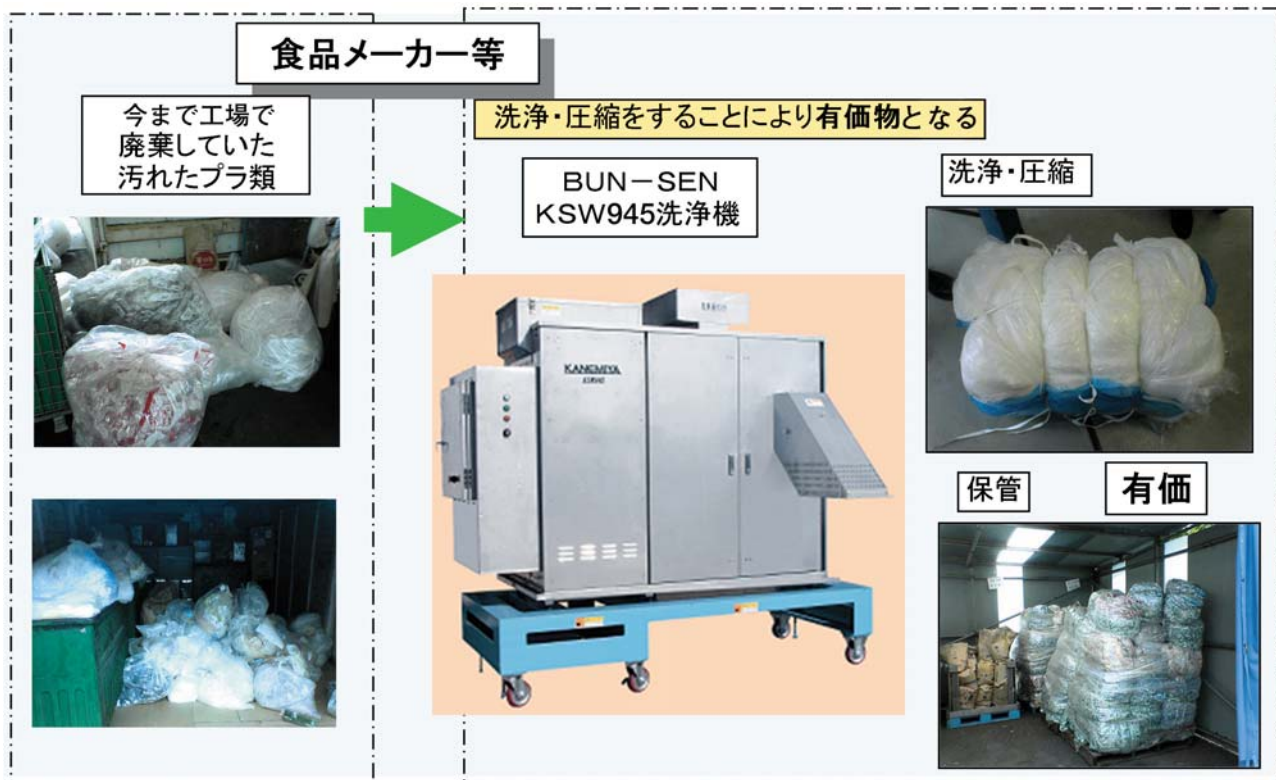 食品メーカー等
今まで工場で
廃棄していた
汚れたプラ類
洗浄・圧縮をすることにより有価物となる
BUN－SEN
KSW945洗浄機
洗浄・圧縮
KANEMIYA
保管
有価